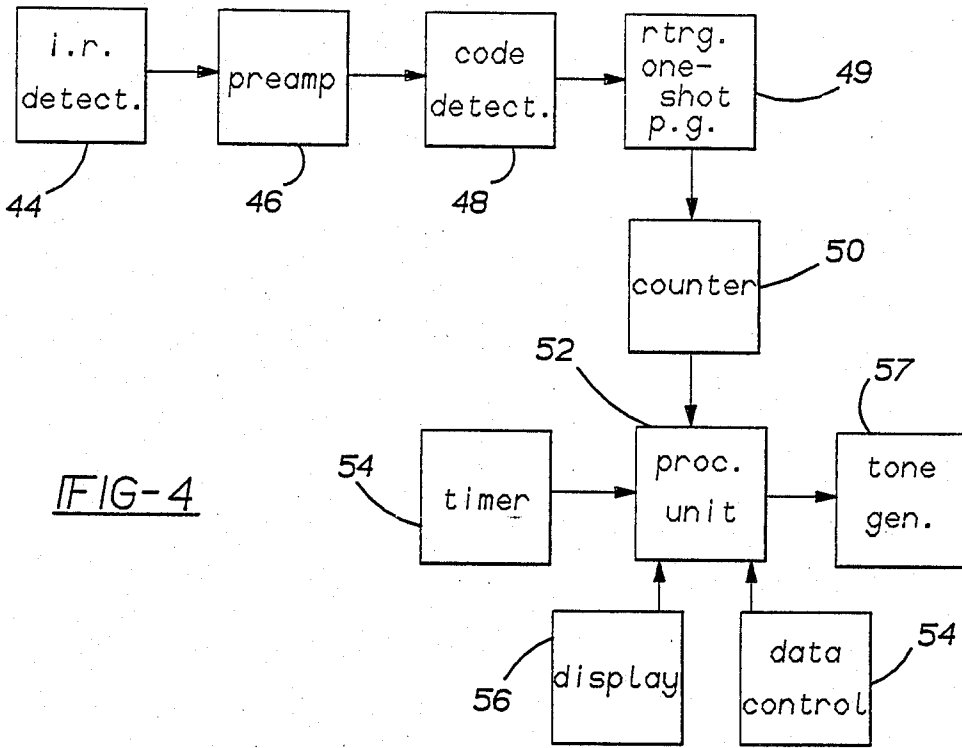 i.r.
detect.
44
preamp
46
code
detect.
48
rtrg.
one-
shot
p.g.
49
counter
50
52
proc.
unit
57
tone
gen.
54
timer
FIG-4
56
display
data
control
54